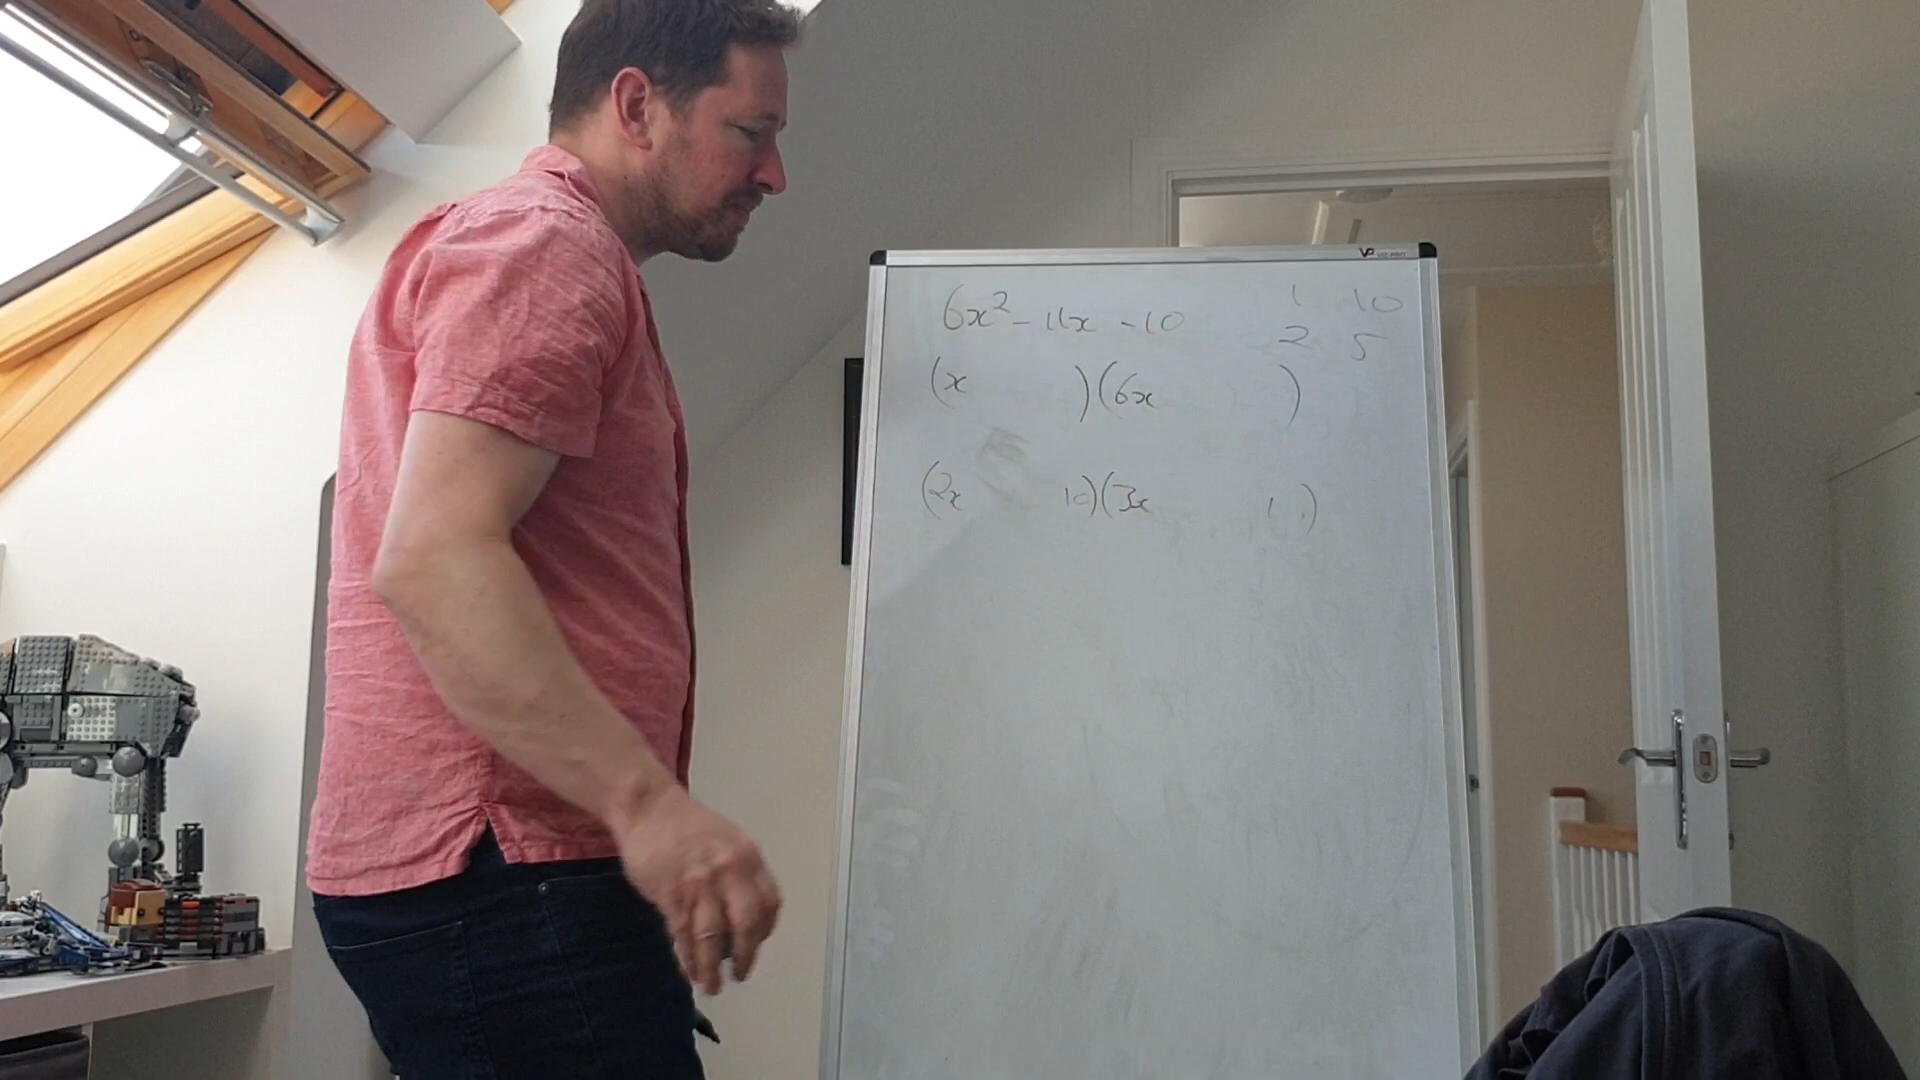 6x² - 11x - 10
1 10
2 5
(x )(6x )
(2x 10)(3x 1)